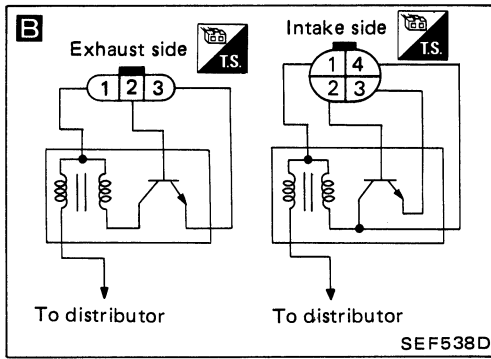 B
Exhaust side
T.S.
1 2 3
Intake side
T.S.
1 4
2 3
To distributor
To distributor
SEF538D